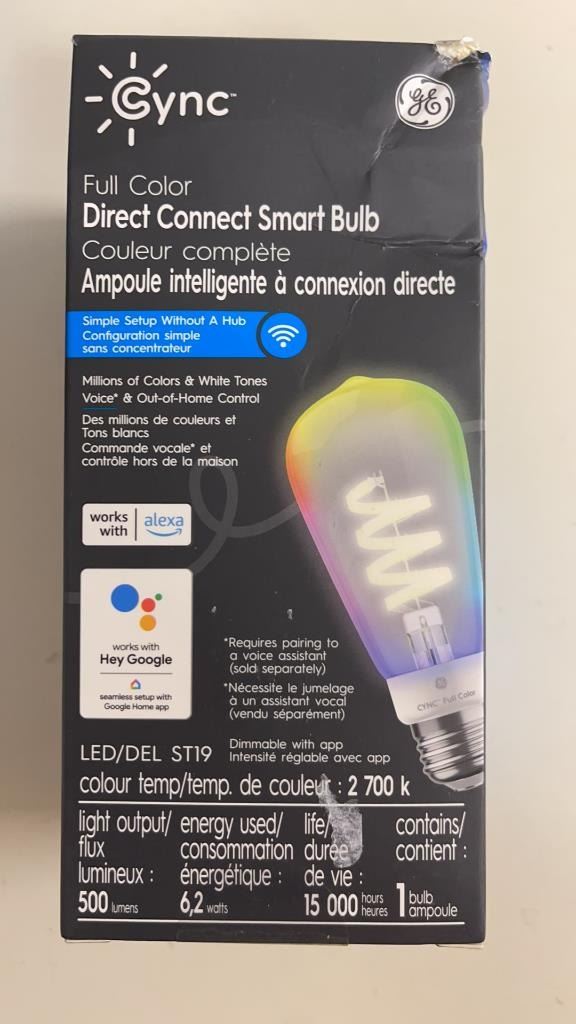 Cync™
GE
Full Color
Direct Connect Smart Bulb
Couleur complète
Ampoule intelligente à connexion directe
Simple Setup Without A Hub
Configuration simple
sans concentrateur
Millions of Colors & White Tones
Voice* & Out-of-Home Control
Des millions de couleurs et
Tons blancs
Commande vocale* et
contrôle hors de la maison
works with | alexa
works with
Hey Google
seamless setup with
Google Home app
*Requires pairing to
a voice assistant
(sold separately)
*Nécessite le jumelage
à un assistant vocal
(vendu séparément)
CYNC™ Full Color
LED/DEL ST19
Dimmable with app
Intensité réglable avec app
colour temp/temp. de couleur : 2 700 k
light output/
flux
lumineux :
500 lumens
energy used/
consommation
énergétique :
6,2 watts
life/
durée
de vie :
15 000 hours
heures
contains/
contient :
1 bulb
ampoule